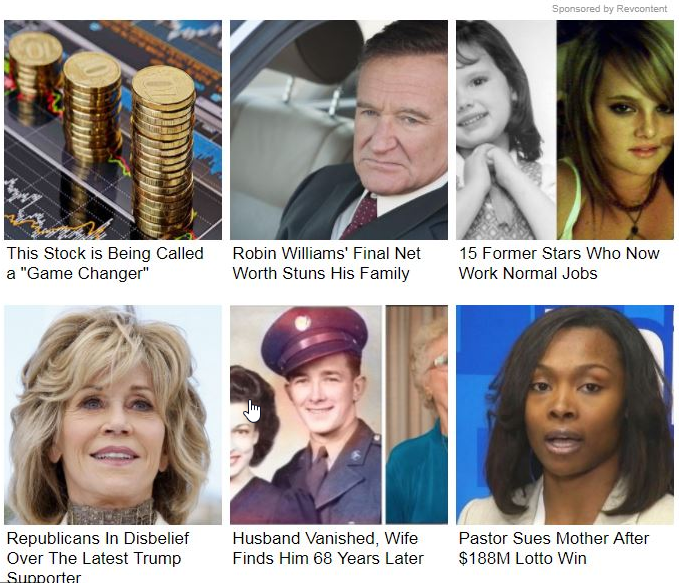 Sponsored by Revcontent
This Stock is Being Called
a "Game Changer"
Robin Williams' Final Net
Worth Stuns His Family
15 Former Stars Who Now
Work Normal Jobs
Republicans In Disbelief
Over The Latest Trump
Supporter
Husband Vanished, Wife
Finds Him 68 Years Later
Pastor Sues Mother After
$188M Lotto Win